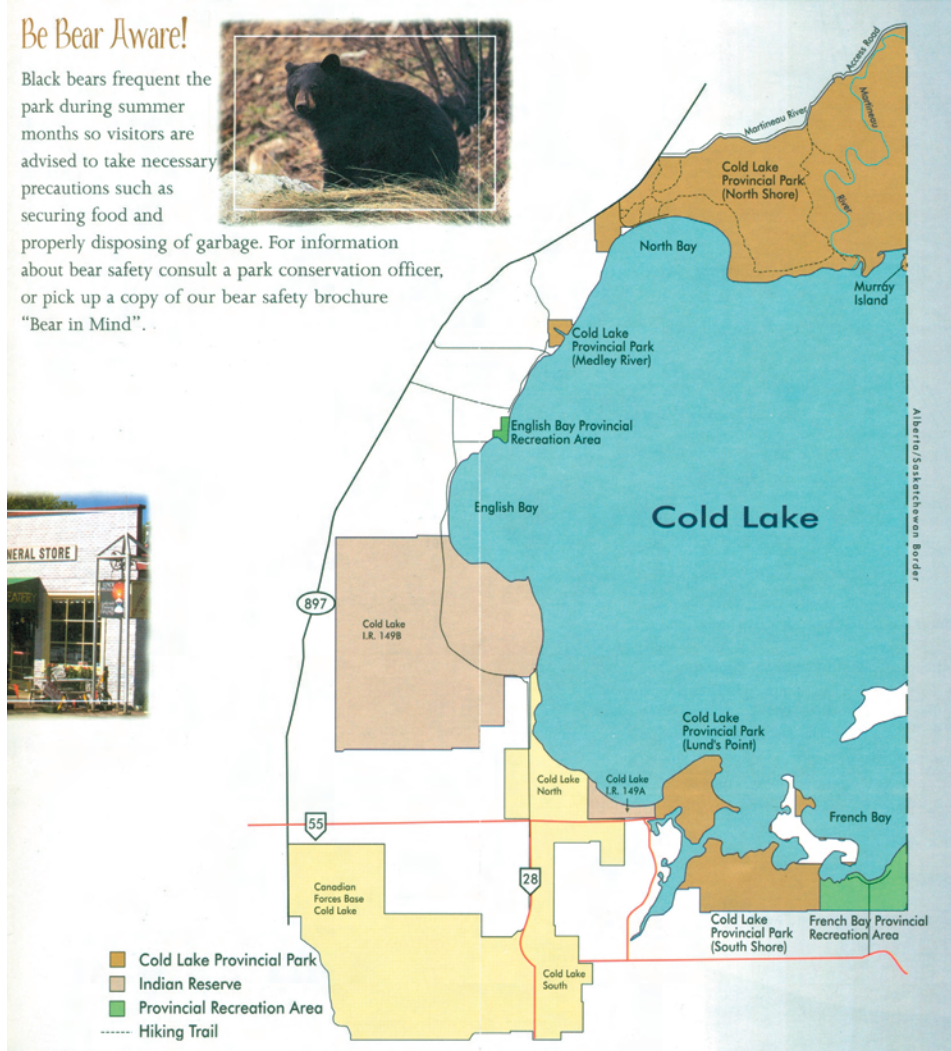 Be Bear Aware!
Black bears frequent the
park during summer
months so visitors are
advised to take necessary
precautions such as
securing food and
properly disposing of garbage. For information
about bear safety consult a park conservation officer,
or pick up a copy of our bear safety brochure
“Bear in Mind”.
Access Road
Martineau River
Martineau
River
Cold Lake
Provincial Park
(North Shore)
North Bay
Murray
Island
Cold Lake
Provincial Park
(Medley River)
English Bay Provincial
Recreation Area
Alberta/Saskatchewan Border
English Bay
Cold Lake
NERAL STORE
897
Cold Lake
I.R. 149B
Cold Lake
Provincial Park
(Lund's Point)
Cold Lake
North
Cold Lake
I.R. 149A
55
French Bay
28
Canadian
Forces Base
Cold Lake
Cold Lake
Provincial Park
(South Shore)
French Bay Provincial
Recreation Area
Cold Lake
South
Cold Lake Provincial Park
Indian Reserve
Provincial Recreation Area
Hiking Trail